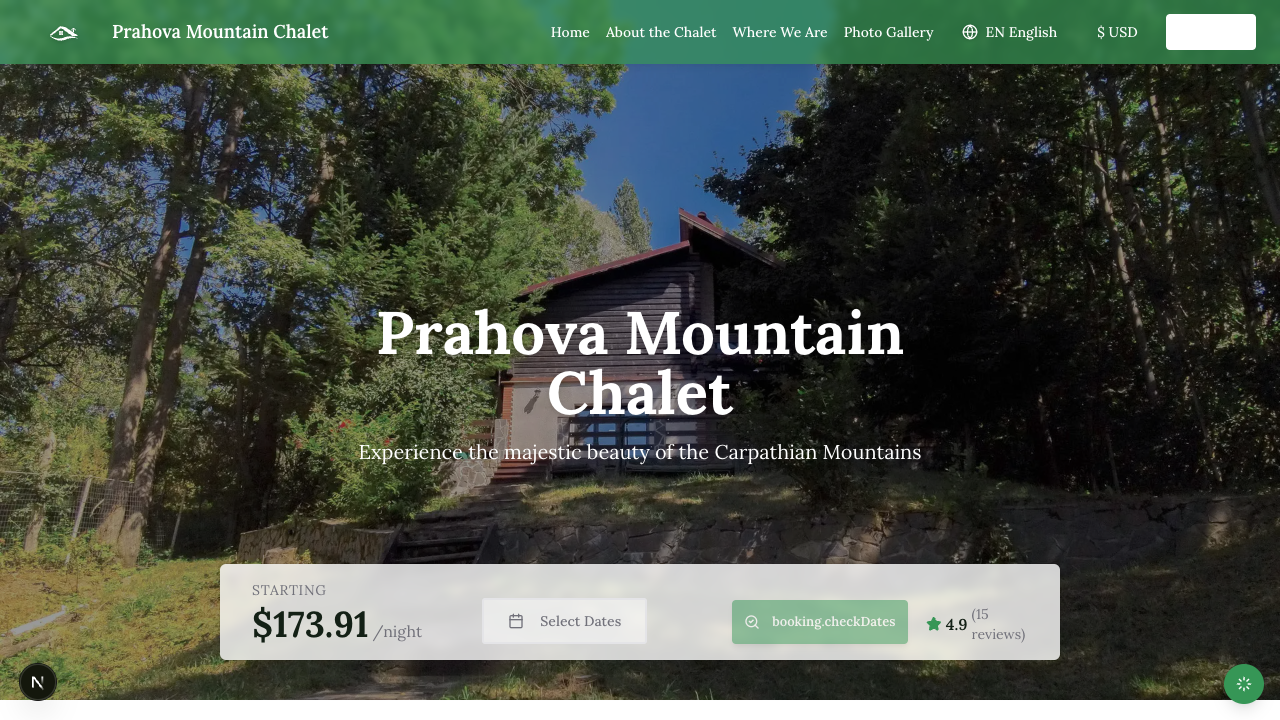 Prahova Mountain Chalet
Home
About the Chalet
Where We Are
Photo Gallery
EN English
$ USD
Prahova Mountain
Chalet
Experience the majestic beauty of the Carpathian Mountains
STARTING
$173.91 /night
Select Dates
booking.checkDates
4.9
(15
reviews)
N